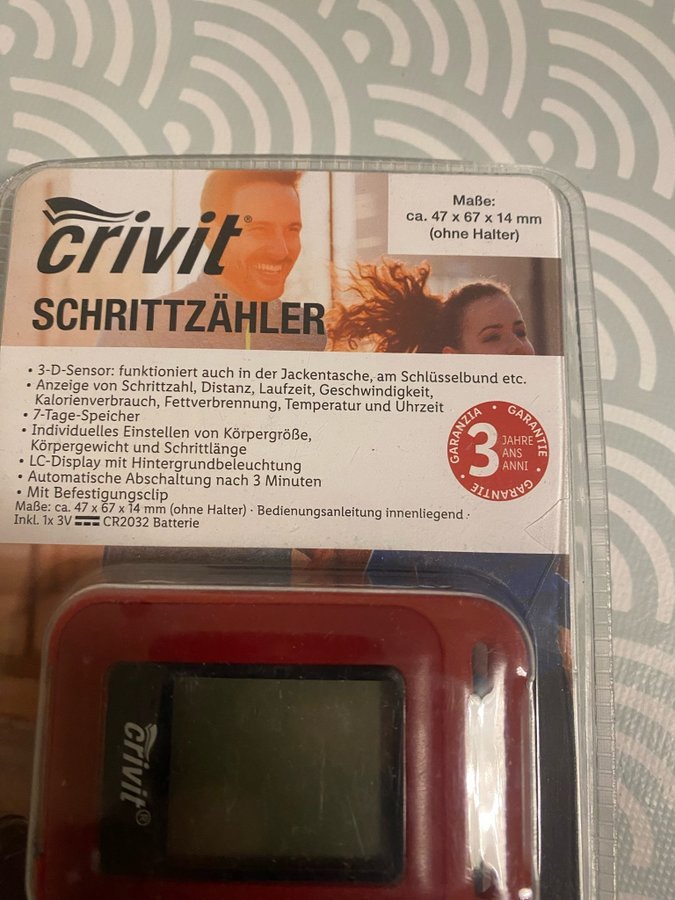 crivit®
SCHRITTZÄHLER
Maße:
ca. 47 x 67 x 14 mm
(ohne Halter)
• 3-D-Sensor: funktioniert auch in der Jackentasche, am Schlüsselbund etc.
• Anzeige von Schrittzahl, Distanz, Laufzeit, Geschwindigkeit,
Kalorienverbrauch, Fettverbrennung, Temperatur und Uhrzeit
• 7-Tage-Speicher
• Individuelles Einstellen von Körpergröße,
Körpergewicht und Schrittlänge
• LC-Display mit Hintergrundbeleuchtung
• Automatische Abschaltung nach 3 Minuten
• Mit Befestigungsclip
Maße: ca. 47 x 67 x 14 mm (ohne Halter) · Bedienungsanleitung innenliegend ·
Inkl. 1x 3V CR2032 Batterie
GARANZIA • GARANTIE • GARANTIE •
3 JAHRE
ANS
ANNI
crivit®